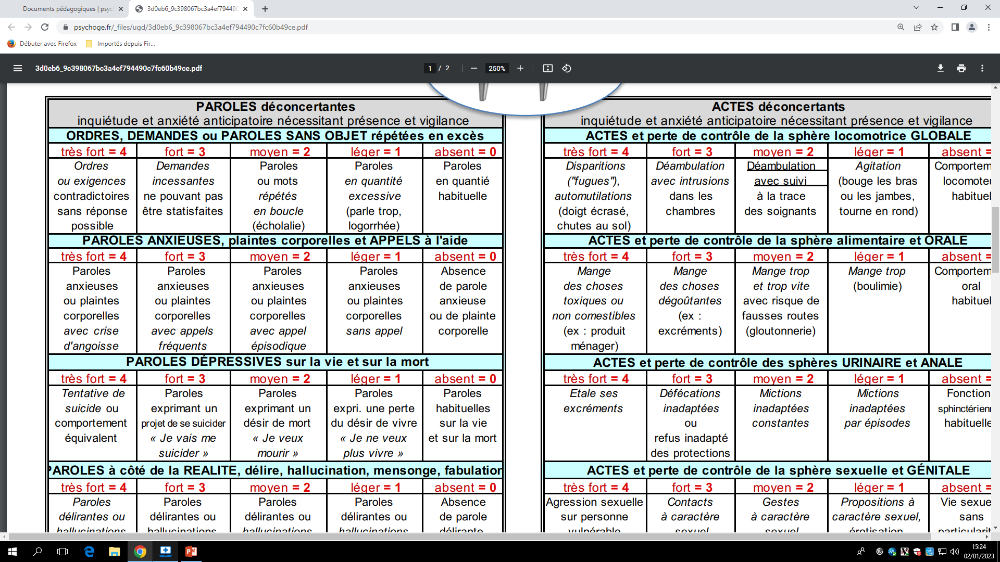 Documents pédagogiques | psyc
3d0eb6_9c398067bc3a4ef79449
psychoge.fr/_files/ugd/3d0eb6_9c398067bc3a4ef794490c7fc60b49ce.pdf
Débuter avec Firefox
Importés depuis Fir...
3d0eb6_9c398067bc3a4ef794490c7fc60b49ce.pdf
1 / 2
250%
PAROLES déconcertantes
inquiétude et anxiété anticipatoire nécessitant présence et vigilance
ORDRES, DEMANDES ou PAROLES SANS OBJET répétées en excès
très fort = 4
fort = 3
moyen = 2
léger = 1
absent = 0
Ordres
ou exigences
contradictoires
sans réponse
possible
Demandes
incessantes
ne pouvant pas
être statisfaites
Paroles
ou mots
répétés
en boucle
(écholalie)
Paroles
en quantité
excessive
(parle trop,
logorrhée)
Paroles
en quantié
habituelle
PAROLES ANXIEUSES, plaintes corporelles et APPELS à l'aide
très fort = 4
fort = 3
moyen = 2
léger = 1
absent = 0
Paroles
anxieuses
ou plaintes
corporelles
avec crise
d'angoisse
Paroles
anxieuses
ou plaintes
corporelles
avec appels
fréquents
Paroles
anxieuses
ou plaintes
corporelles
avec appel
épisodique
Paroles
anxieuses
ou plaintes
corporelles
sans appel
Absence
de parole
anxieuse
ou de plainte
corporelle
PAROLES DÉPRESSIVES sur la vie et sur la mort
très fort = 4
fort = 3
moyen = 2
léger = 1
absent = 0
Tentative de
suicide ou
comportement
équivalent
Paroles
exprimant un
projet de se suicider
« Je vais me
suicider »
Paroles
exprimant un
désir de mort
« Je veux
mourir »
Paroles
expri. une perte
du désir de vivre
« Je ne veux
plus vivre »
Paroles
habituelles
sur la vie
et sur la mort
PAROLES à côté de la REALITE, délire, hallucination, mensonge, fabulation
très fort = 4
fort = 3
moyen = 2
léger = 1
absent = 0
Paroles
délirantes ou
hallucinations
Paroles
délirantes ou
hallucinations
Paroles
délirantes ou
hallucinations
Paroles
délirantes ou
hallucinations
Absence
de parole
délirante
ACTES déconcertants
inquiétude et anxiété anticipatoire nécessitant présence et vigilance
ACTES et perte de contrôle de la sphère locomotrice GLOBALE
très fort = 4
fort = 3
moyen = 2
léger = 1
absent =
Disparitions
("fugues"),
automutilations
(doigt écrasé,
chutes au sol)
Déambulation
avec intrusions
dans les
chambres
Déambulation
avec suivi
à la trace
des soignants
Agitation
(bouge les bras
ou les jambes,
tourne en rond)
Comportem
locomoteu
habituel
ACTES et perte de contrôle de la sphère alimentaire et ORALE
très fort = 4
fort = 3
moyen = 2
léger = 1
absent =
Mange
des choses
toxiques ou
non comestibles
(ex : produit
ménager)
Mange
des choses
dégoûtantes
(ex :
excréments)
Mange trop
et trop vite
avec risque de
fausses routes
(gloutonnerie)
Mange trop
(boulimie)
Comportem
oral
habituel
ACTES et perte de contrôle des sphères URINAIRE et ANALE
très fort = 4
fort = 3
moyen = 2
léger = 1
absent =
Etale ses
excréments
Défécations
inadaptées
ou
refus inadapté
des protections
Mictions
inadaptées
constantes
Mictions
inadaptées
par épisodes
Fonction
sphinctérienn
habituelle
ACTES et perte de contrôle de la sphère sexuelle et GÉNITALE
très fort = 4
fort = 3
moyen = 2
léger = 1
absent =
Agression sexuelle
sur personne
vulnérable
Contacts
à caractère
sexuel
Gestes
à caractère
sexuel
Propositions à
caractère sexuel,
érotisation
Vie sexue
sans
particularit
15:24
02/01/2023